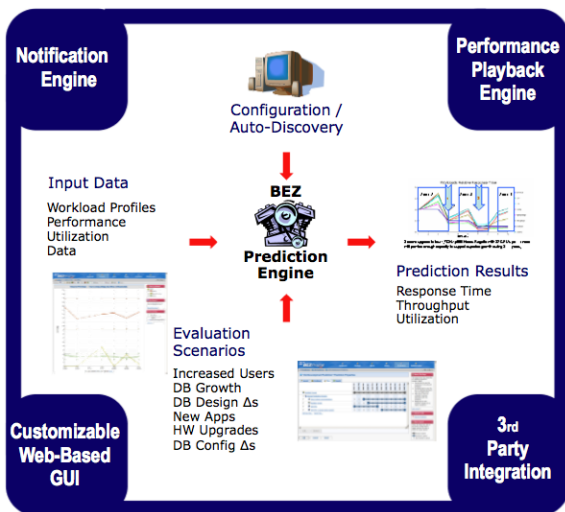 Notification
Engine
Performance
Playback
Engine
Configuration /
Auto-Discovery
Input Data
Workload Profiles
Performance
Utilization
Data
BEZ
Prediction
Engine
Prediction Results
Response Time
Throughput
Utilization
Evaluation
Scenarios
Increased Users
DB Growth
DB Design Δs
New Apps
HW Upgrades
DB Config Δs
Customizable
Web-Based
GUI
3rd
Party
Integration